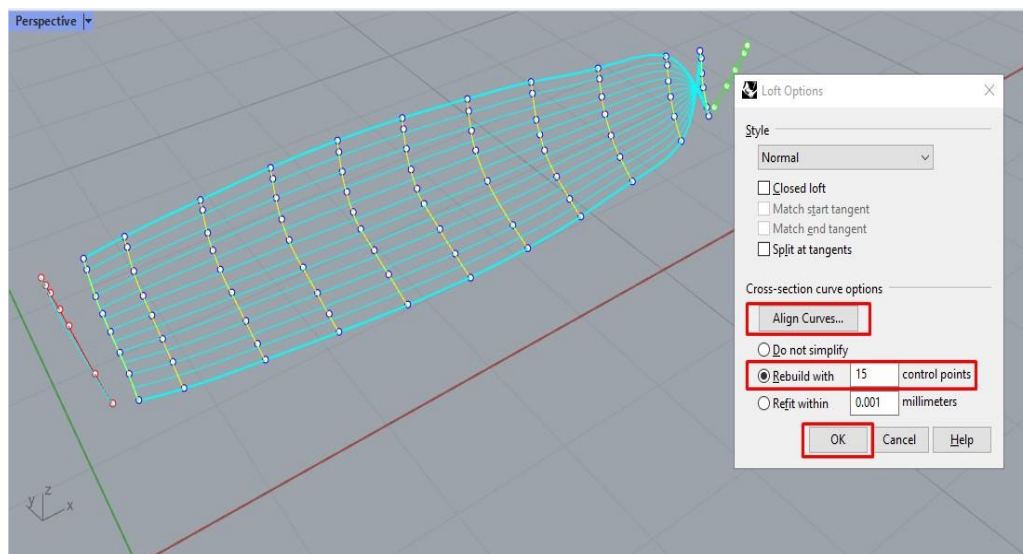 Perspective
Loft Options
Style
Normal
Closed loft
Match start tangent
Match end tangent
Split at tangents
Cross-section curve options
Align Curves...
Do not simplify
Rebuild with 15 control points
Refit within 0.001 millimeters
OK Cancel Help
z
y x